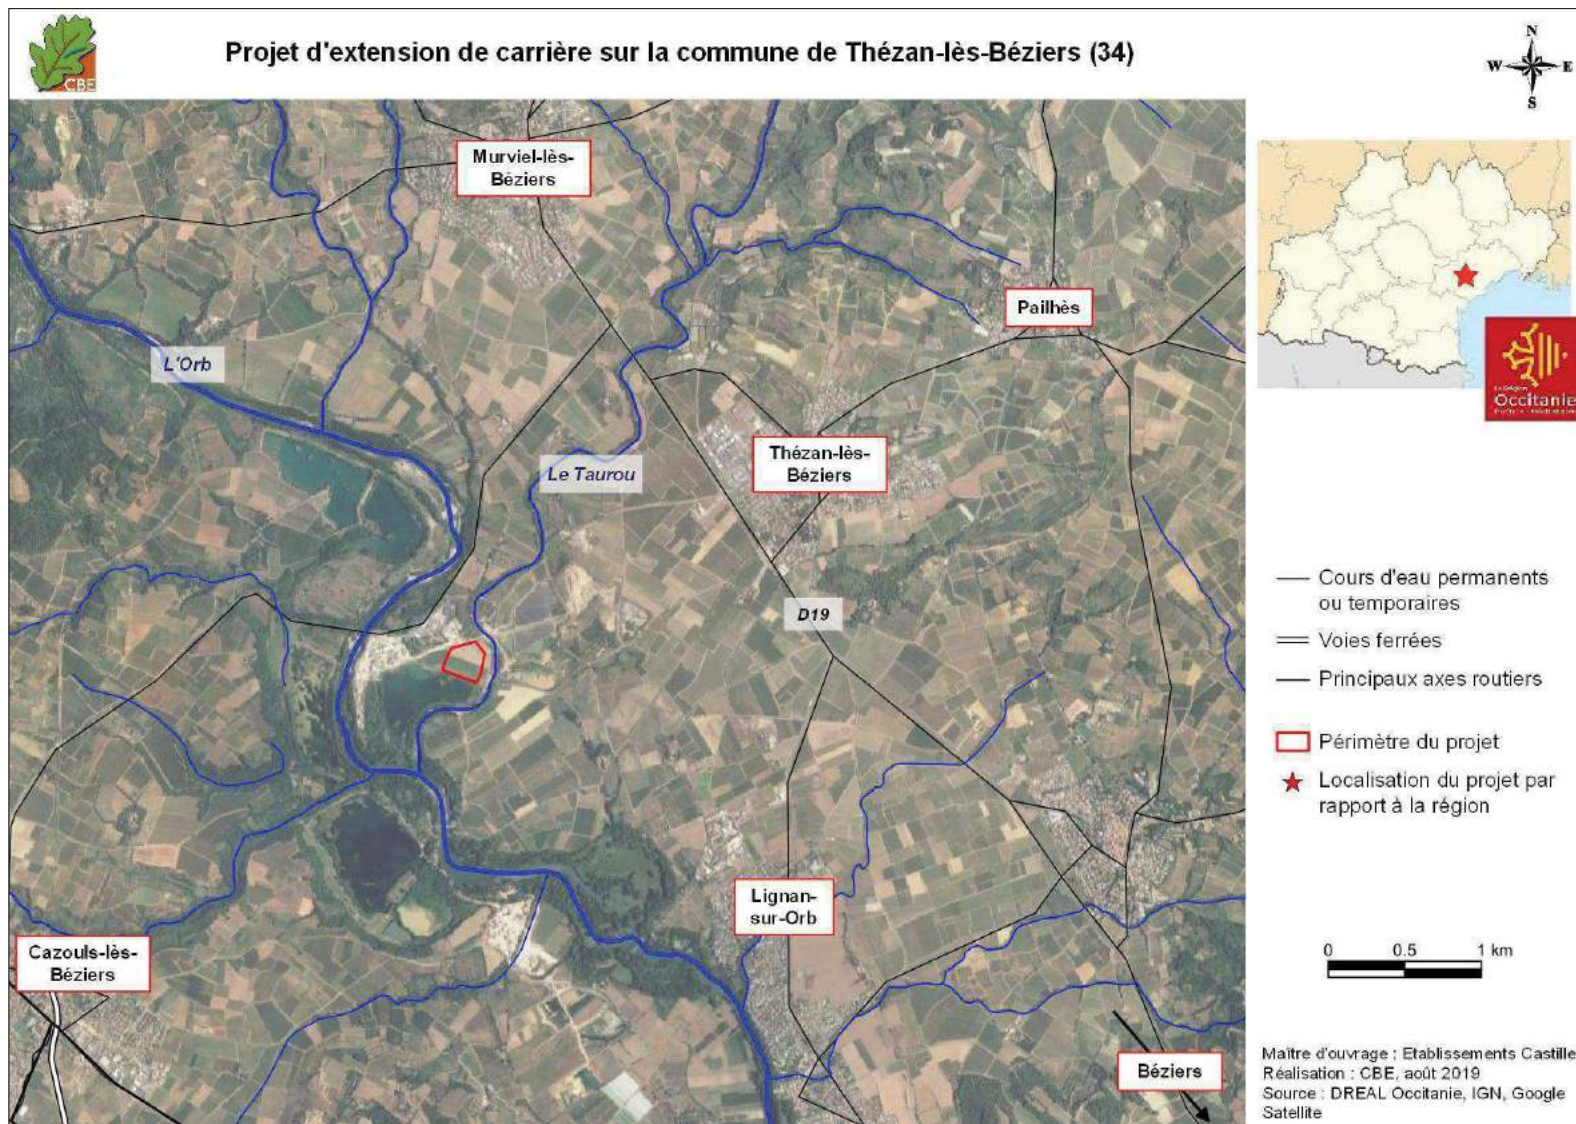 CBE
Projet d'extension de carrière sur la commune de Thézan-lès-Béziers (34)
N
W
E
S
Murviel-lès-
Béziers
Pailhès
L'Orb
Le Taurou
Thézan-lès-
Béziers
D19
Lignan-
sur-Orb
Cazouls-lès-
Béziers
Béziers
La Région
Occitanie
Cours d'eau permanents
ou temporaires
Voies ferrées
Principaux axes routiers
Périmètre du projet
Localisation du projet par
rapport à la région
0 0.5 1 km
Maître d'ouvrage : Etablissements Castille
Réalisation : CBE, août 2019
Source : DREAL Occitanie, IGN, Google
Satellite